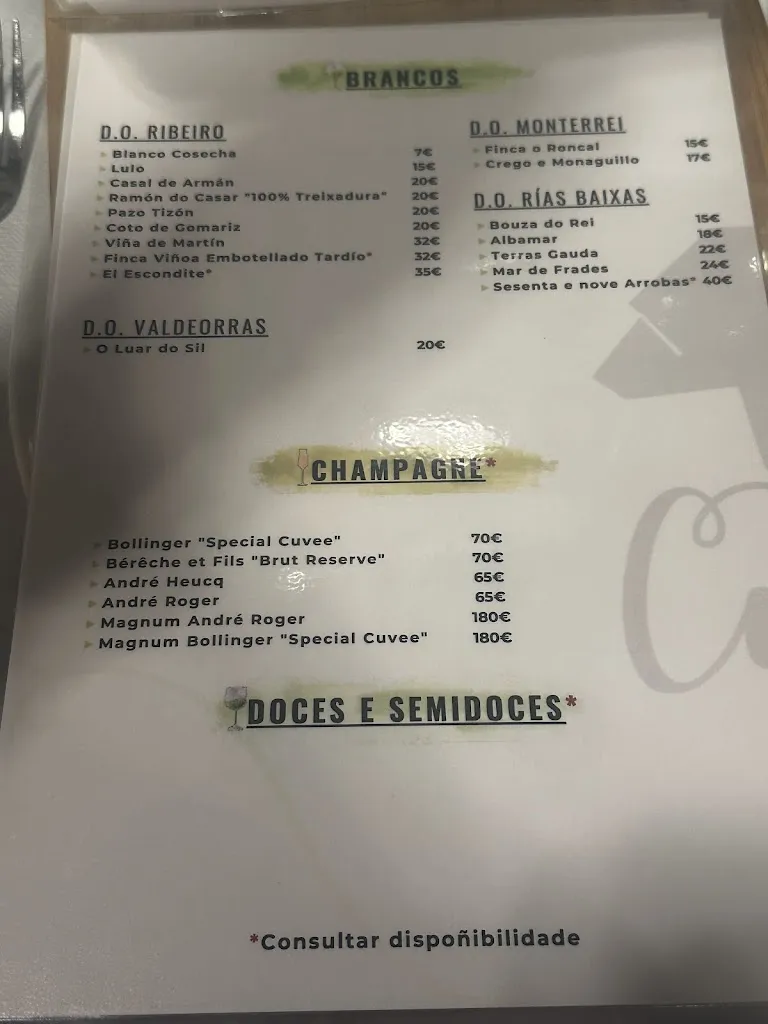 BRANCOS
D.O. RIBEIRO
Blanco Cosecha 7€
Lulo 15€
Casal de Armán 20€
Ramón do Casar "100% Treixadura" 20€
Pazo Tizón 20€
Coto de Gomariz 20€
Viña de Martín 32€
Finca Viñoa Embotellado Tardío* 32€
El Escondite* 35€
D.O. VALDEORRAS
O Luar do Sil 20€
D.O. MONTERREI
Finca o Roncal 15€
Crego e Monaguillo 17€
D.O. RÍAS BAIXAS
Bouza do Rei 15€
Albamar 18€
Terras Gauda 22€
Mar de Frades 24€
Sesenta e nove Arrobas* 40€
CHAMPAGNE*
Bollinger "Special Cuvee" 70€
Bérêche et Fils "Brut Reserve" 70€
André Heucq 65€
André Roger 65€
Magnum André Roger 180€
Magnum Bollinger "Special Cuvee" 180€
DOCES E SEMIDOCES*
*Consultar dispoñibilidade